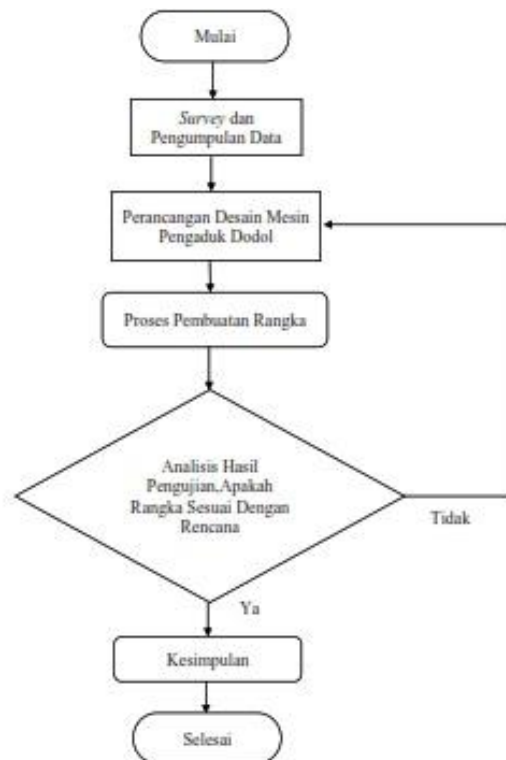 Mulai
Survey dan
Pengumpulan Data
Perancangan Desain Mesin
Pengaduk Dodol
Proses Pembuatan Rangka
Analisis Hasil
Pengujian,Apakah
Rangka Sesuai Dengan
Rencana
Tidak
Ya
Kesimpulan
Selesai